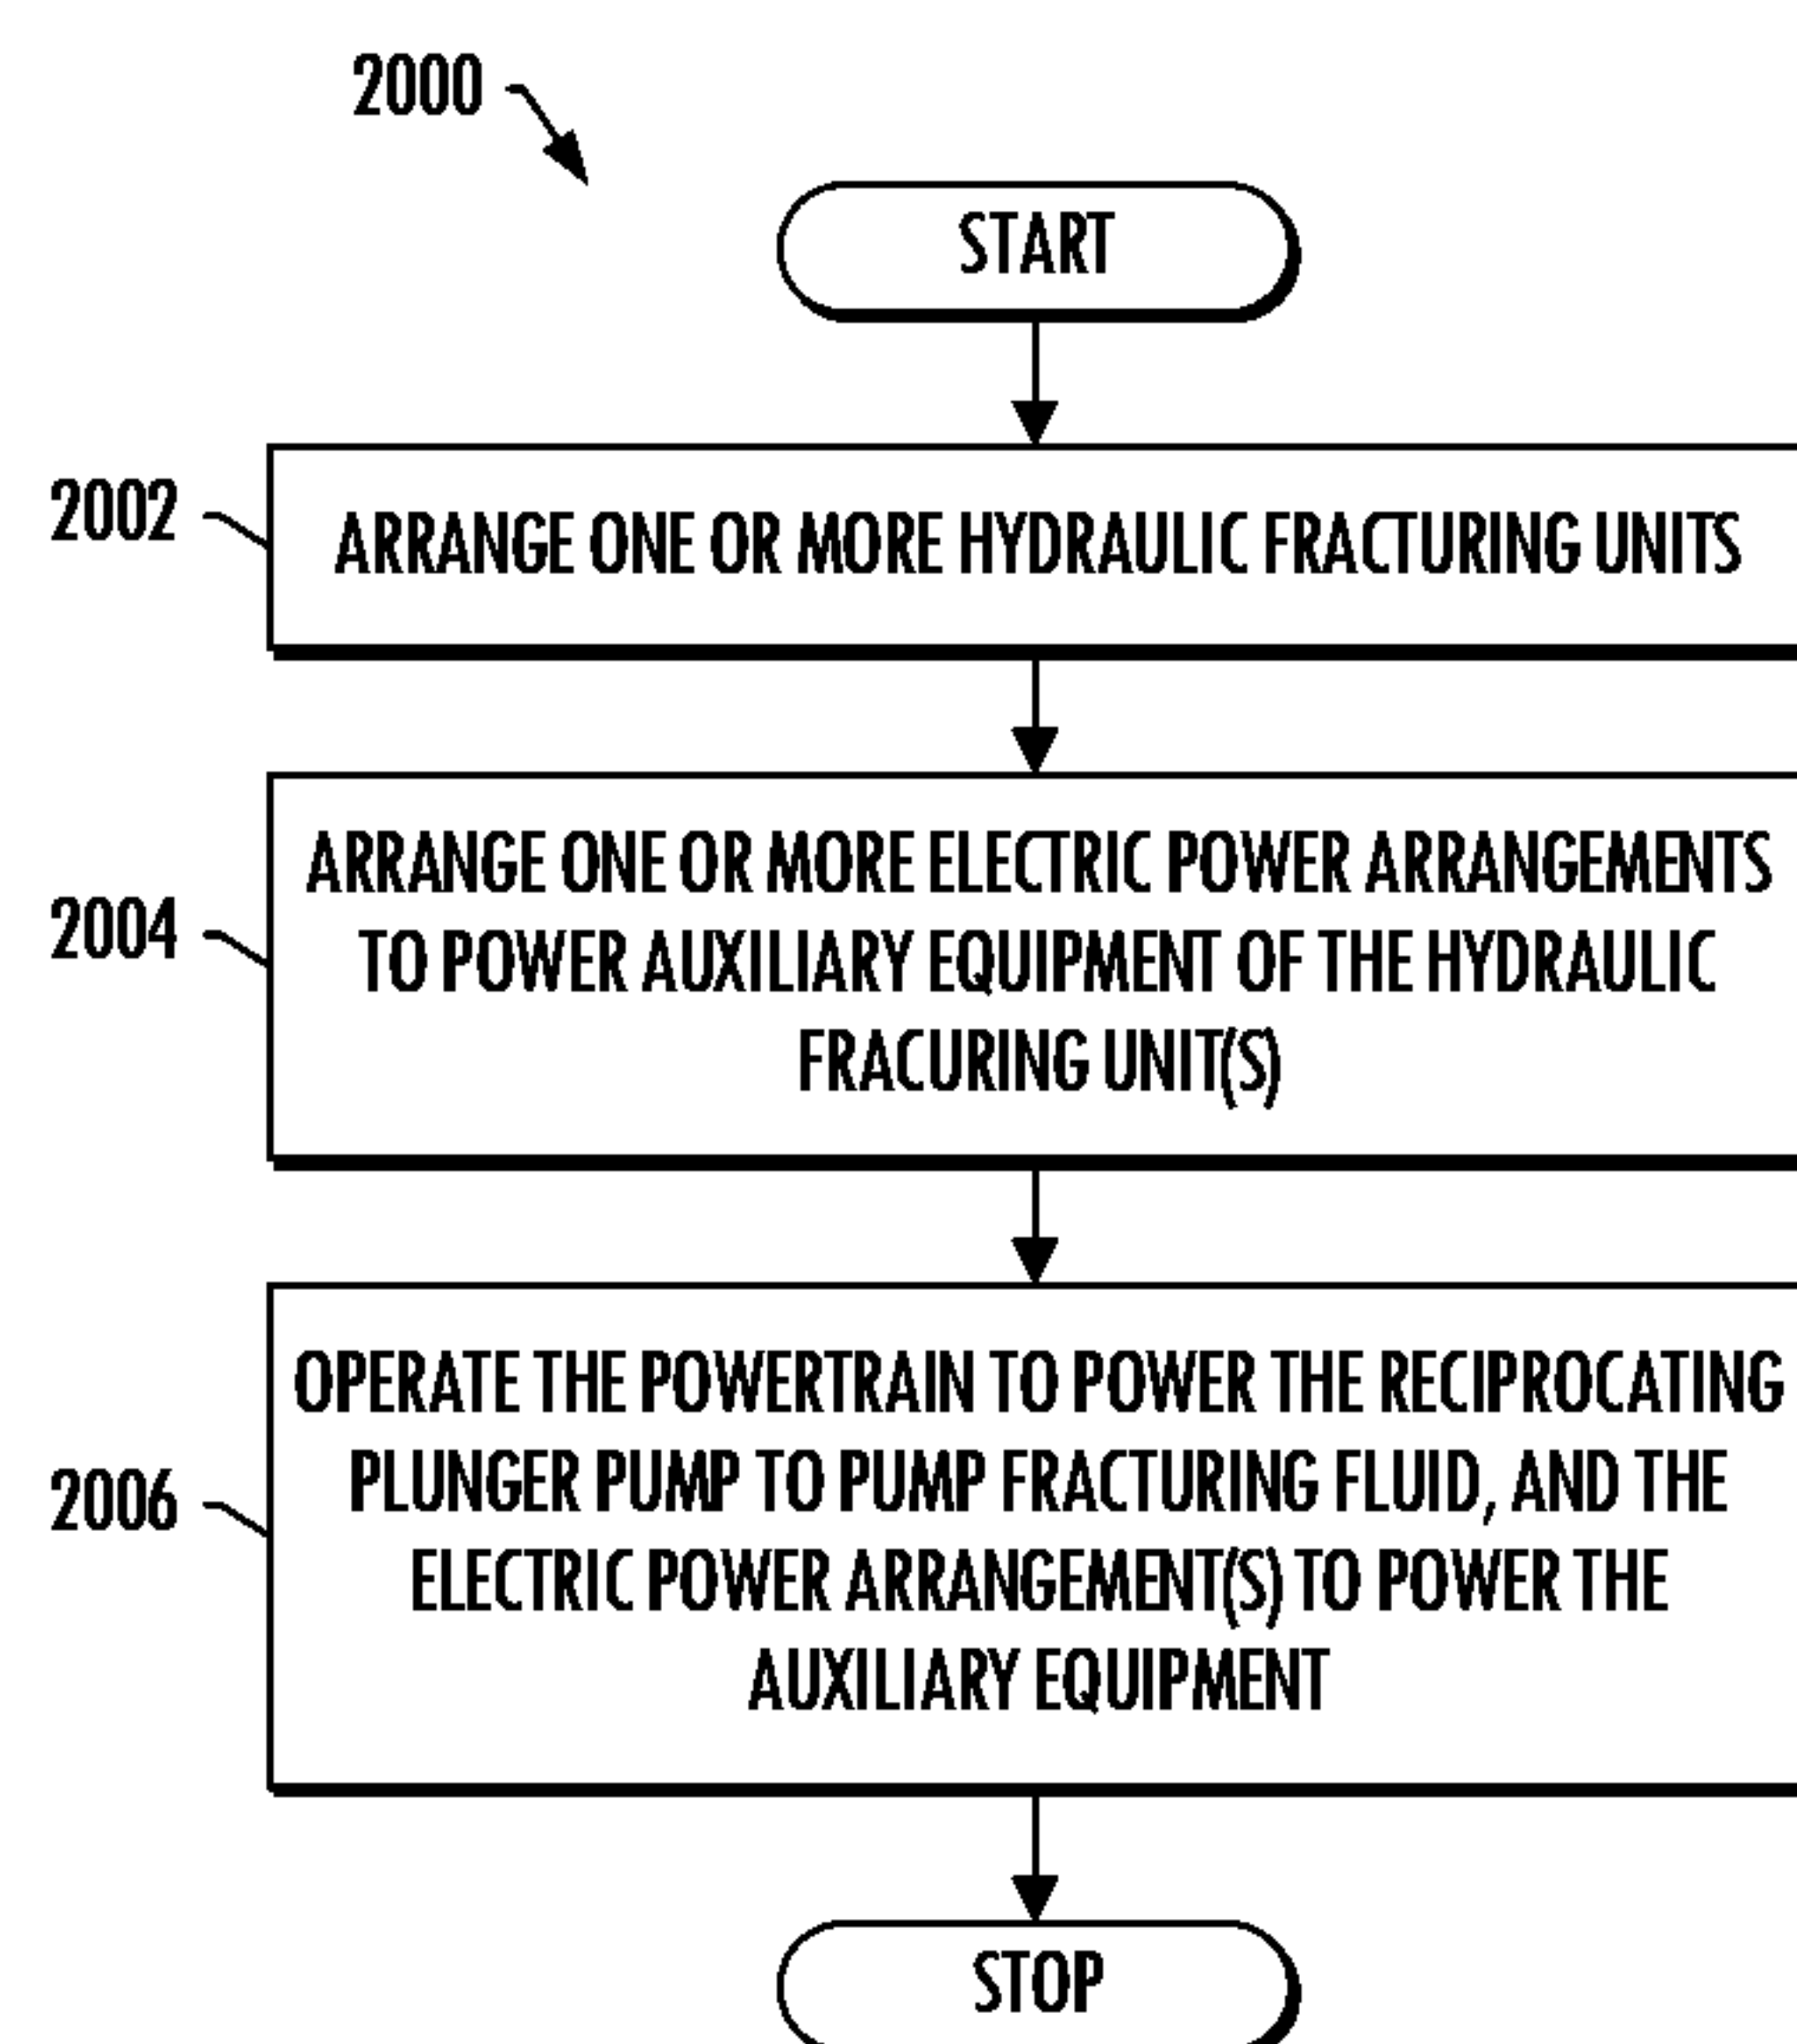 2000
START
2002
ARRANGE ONE OR MORE HYDRAULIC FRACTURING UNITS
2004
ARRANGE ONE OR MORE ELECTRIC POWER ARRANGEMENTS
TO POWER AUXILIARY EQUIPMENT OF THE HYDRAULIC
FRACURING UNIT(S)
2006
OPERATE THE POWERTRAIN TO POWER THE RECIPROCATING
PLUNGER PUMP TO PUMP FRACTURING FLUID, AND THE
ELECTRIC POWER ARRANGEMENT(S) TO POWER THE
AUXILIARY EQUIPMENT
STOP